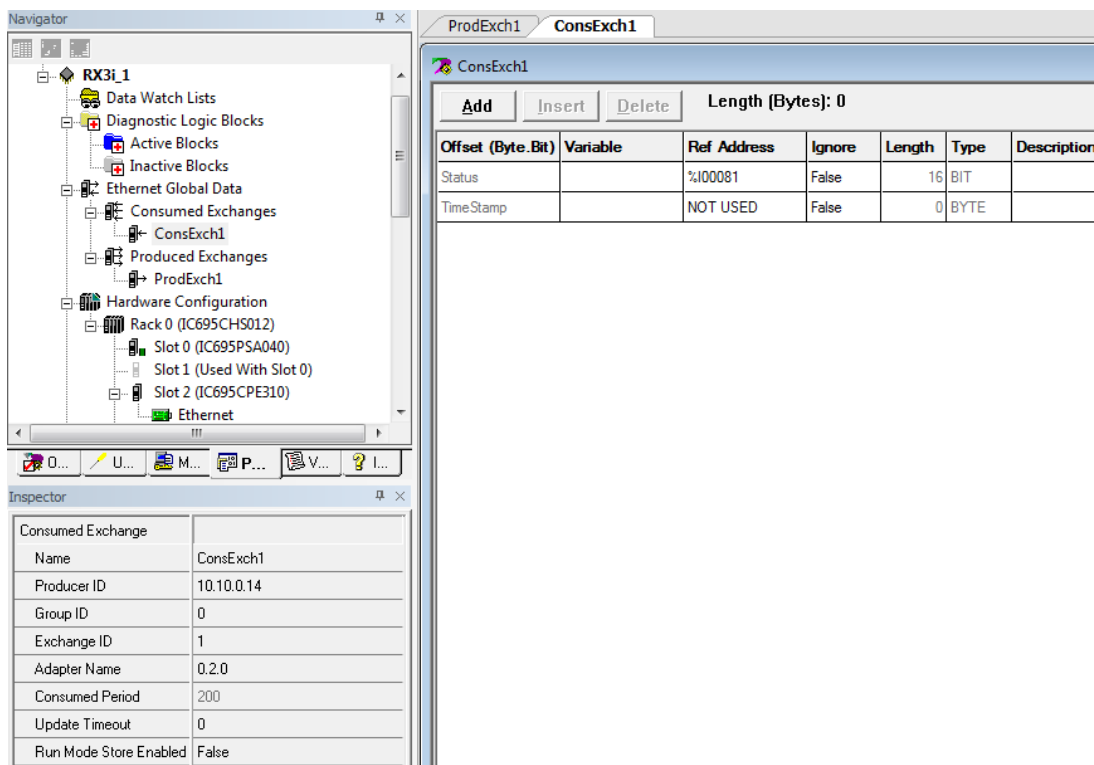 Navigator
RX3i_1
Data Watch Lists
Diagnostic Logic Blocks
Active Blocks
Inactive Blocks
Ethernet Global Data
Consumed Exchanges
ConsExch1
Produced Exchanges
ProdExch1
Hardware Configuration
Rack 0 (IC695CHS012)
Slot 0 (IC695PSA040)
Slot 1 (Used With Slot 0)
Slot 2 (IC695CPE310)
Ethernet
O... U... M... P... V... I...
Inspector
Consumed Exchange
Name ConsExch1
Producer ID 10.10.0.14
Group ID 0
Exchange ID 1
Adapter Name 0.2.0
Consumed Period 200
Update Timeout 0
Run Mode Store Enabled False
ProdExch1 ConsExch1
ConsExch1
Add Insert Delete Length (Bytes): 0
Offset (Byte.Bit) Variable Ref Address Ignore Length Type Description
Status %I00081 False 16 BIT
TimeStamp NOT USED False 0 BYTE